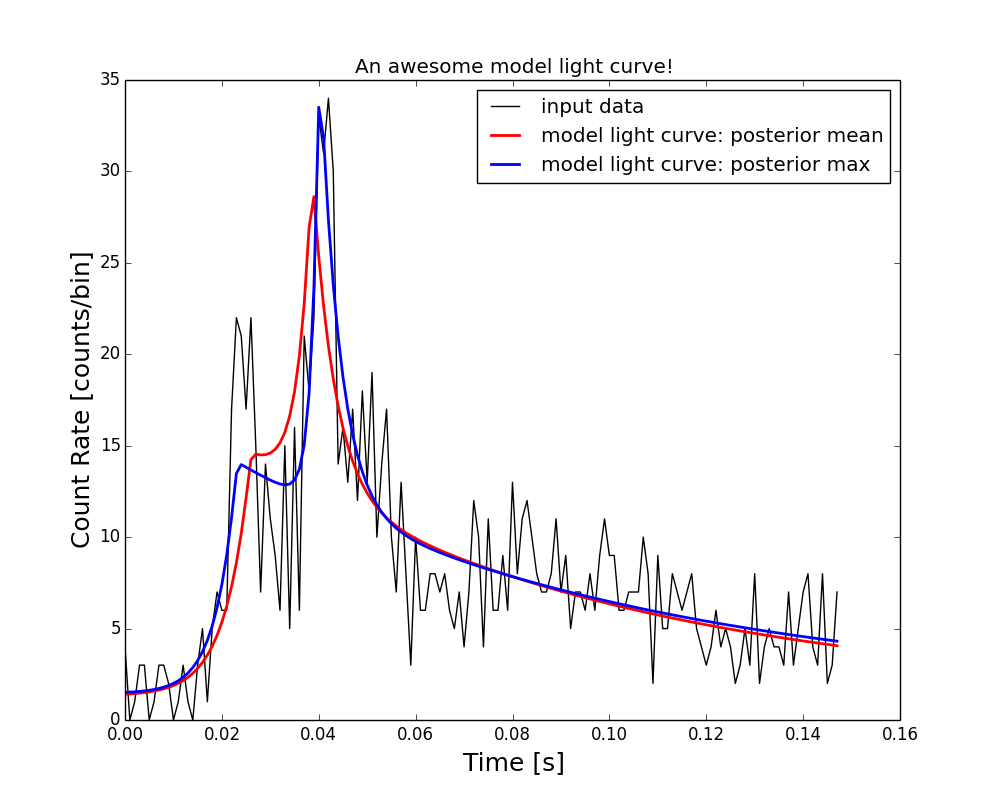 An awesome model light curve!
input data
model light curve: posterior mean
model light curve: posterior max
Count Rate [counts/bin]
35
30
25
20
15
10
5
0
0.00 0.02 0.04 0.06 0.08 0.10 0.12 0.14 0.16
Time [s]